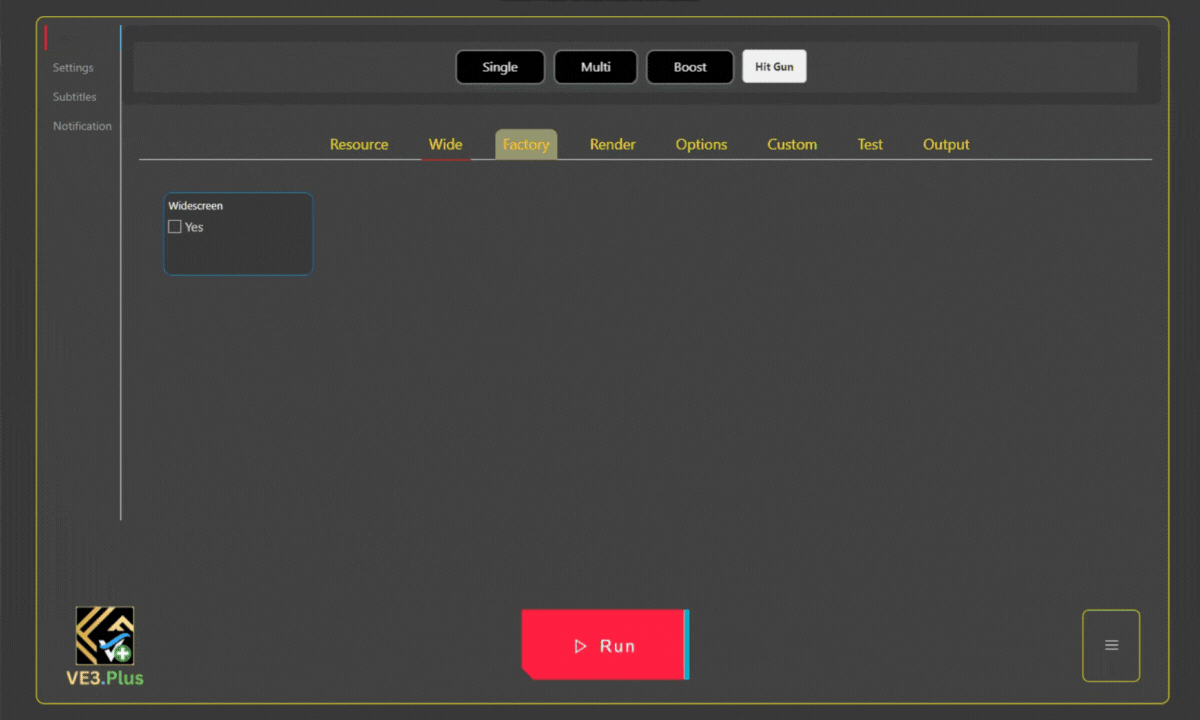 Single
Multi
Boost
Hit Gun
Settings
Subtitles
Notification
Resource
Wide
Factory
Render
Options
Custom
Test
Output
Widescreen
Yes
Run
VE3.Plus